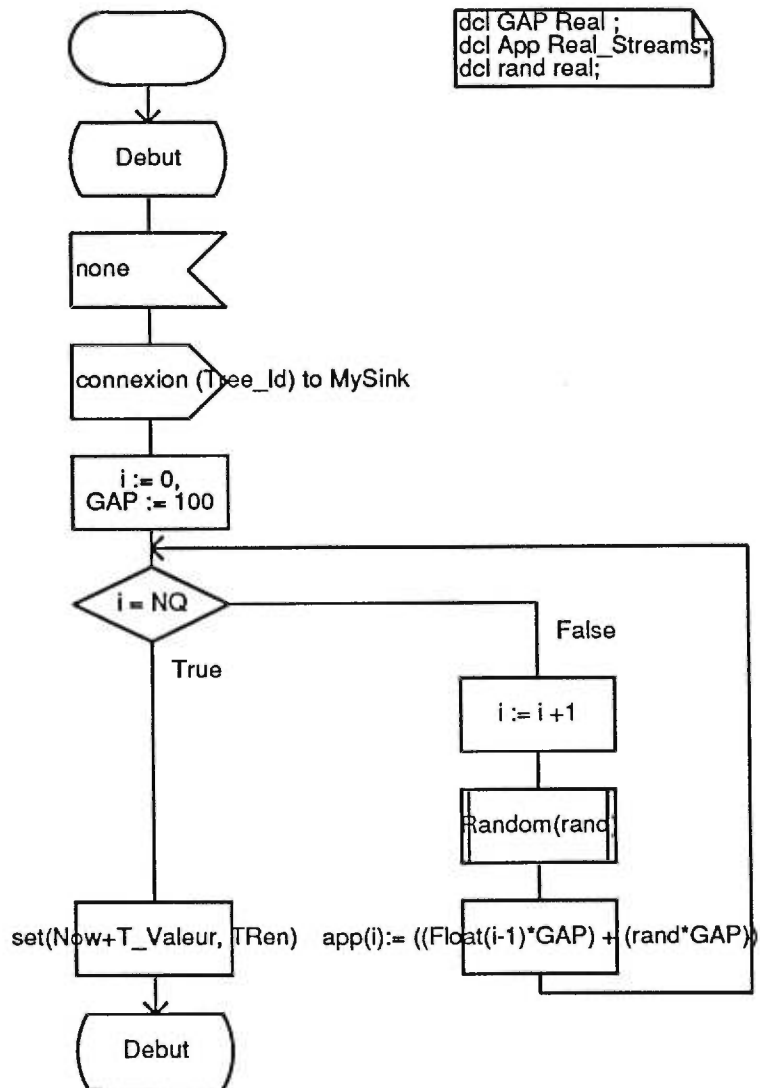 dcl GAP Real ;
dcl App Real_Streams;
dcl rand real;
Debut
none
connexion (Tree_Id) to MySink
i := 0,
GAP := 100
i = NQ
False
True
i := i +1
Random(rand)
set(Now+T_Valeur, TRen)
app(i):= ((Float(i-1)*GAP) + (rand*GAP))
Debut